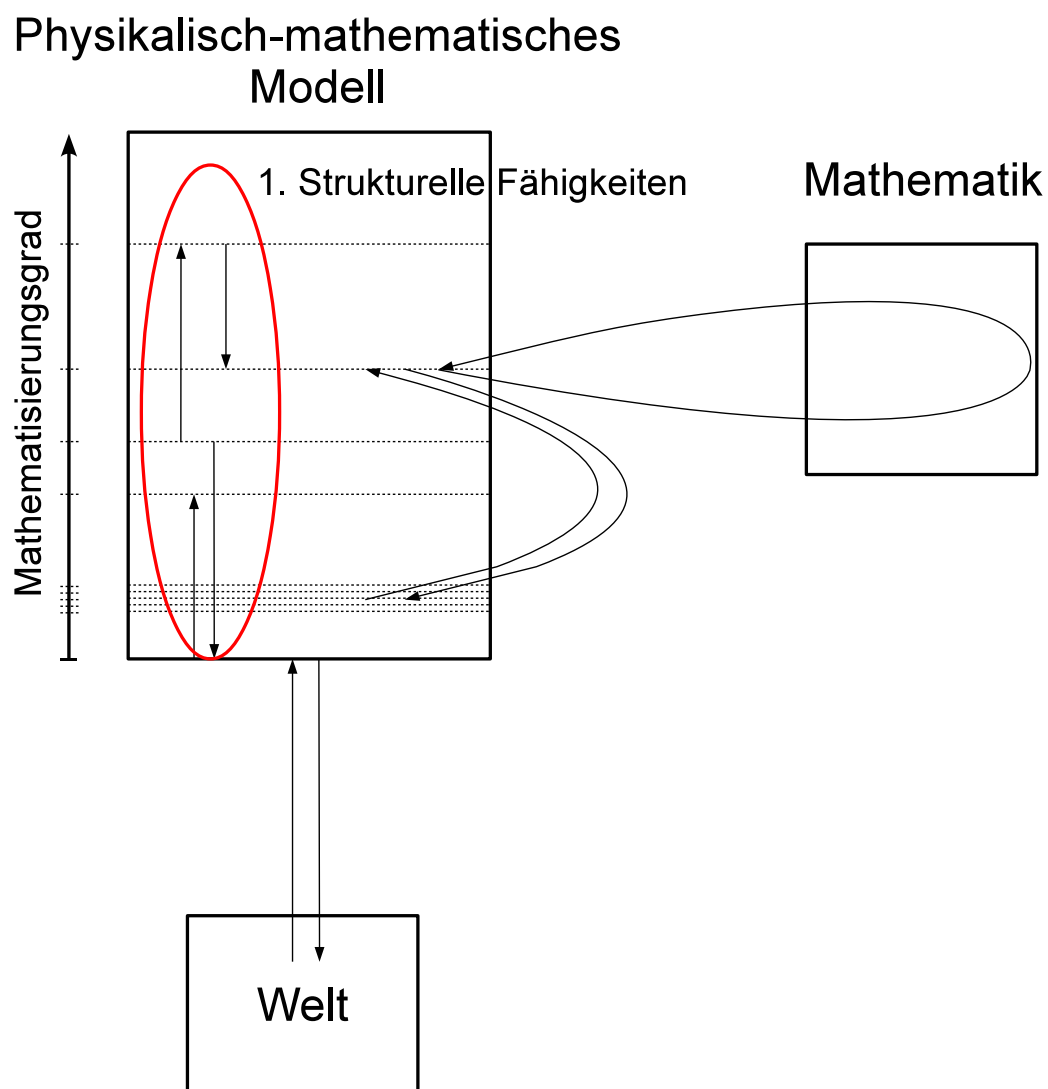 Physikalisch-mathematisches
Modell
1. Strukturelle Fähigkeiten
Mathematik
Mathematisierungsgrad
Welt